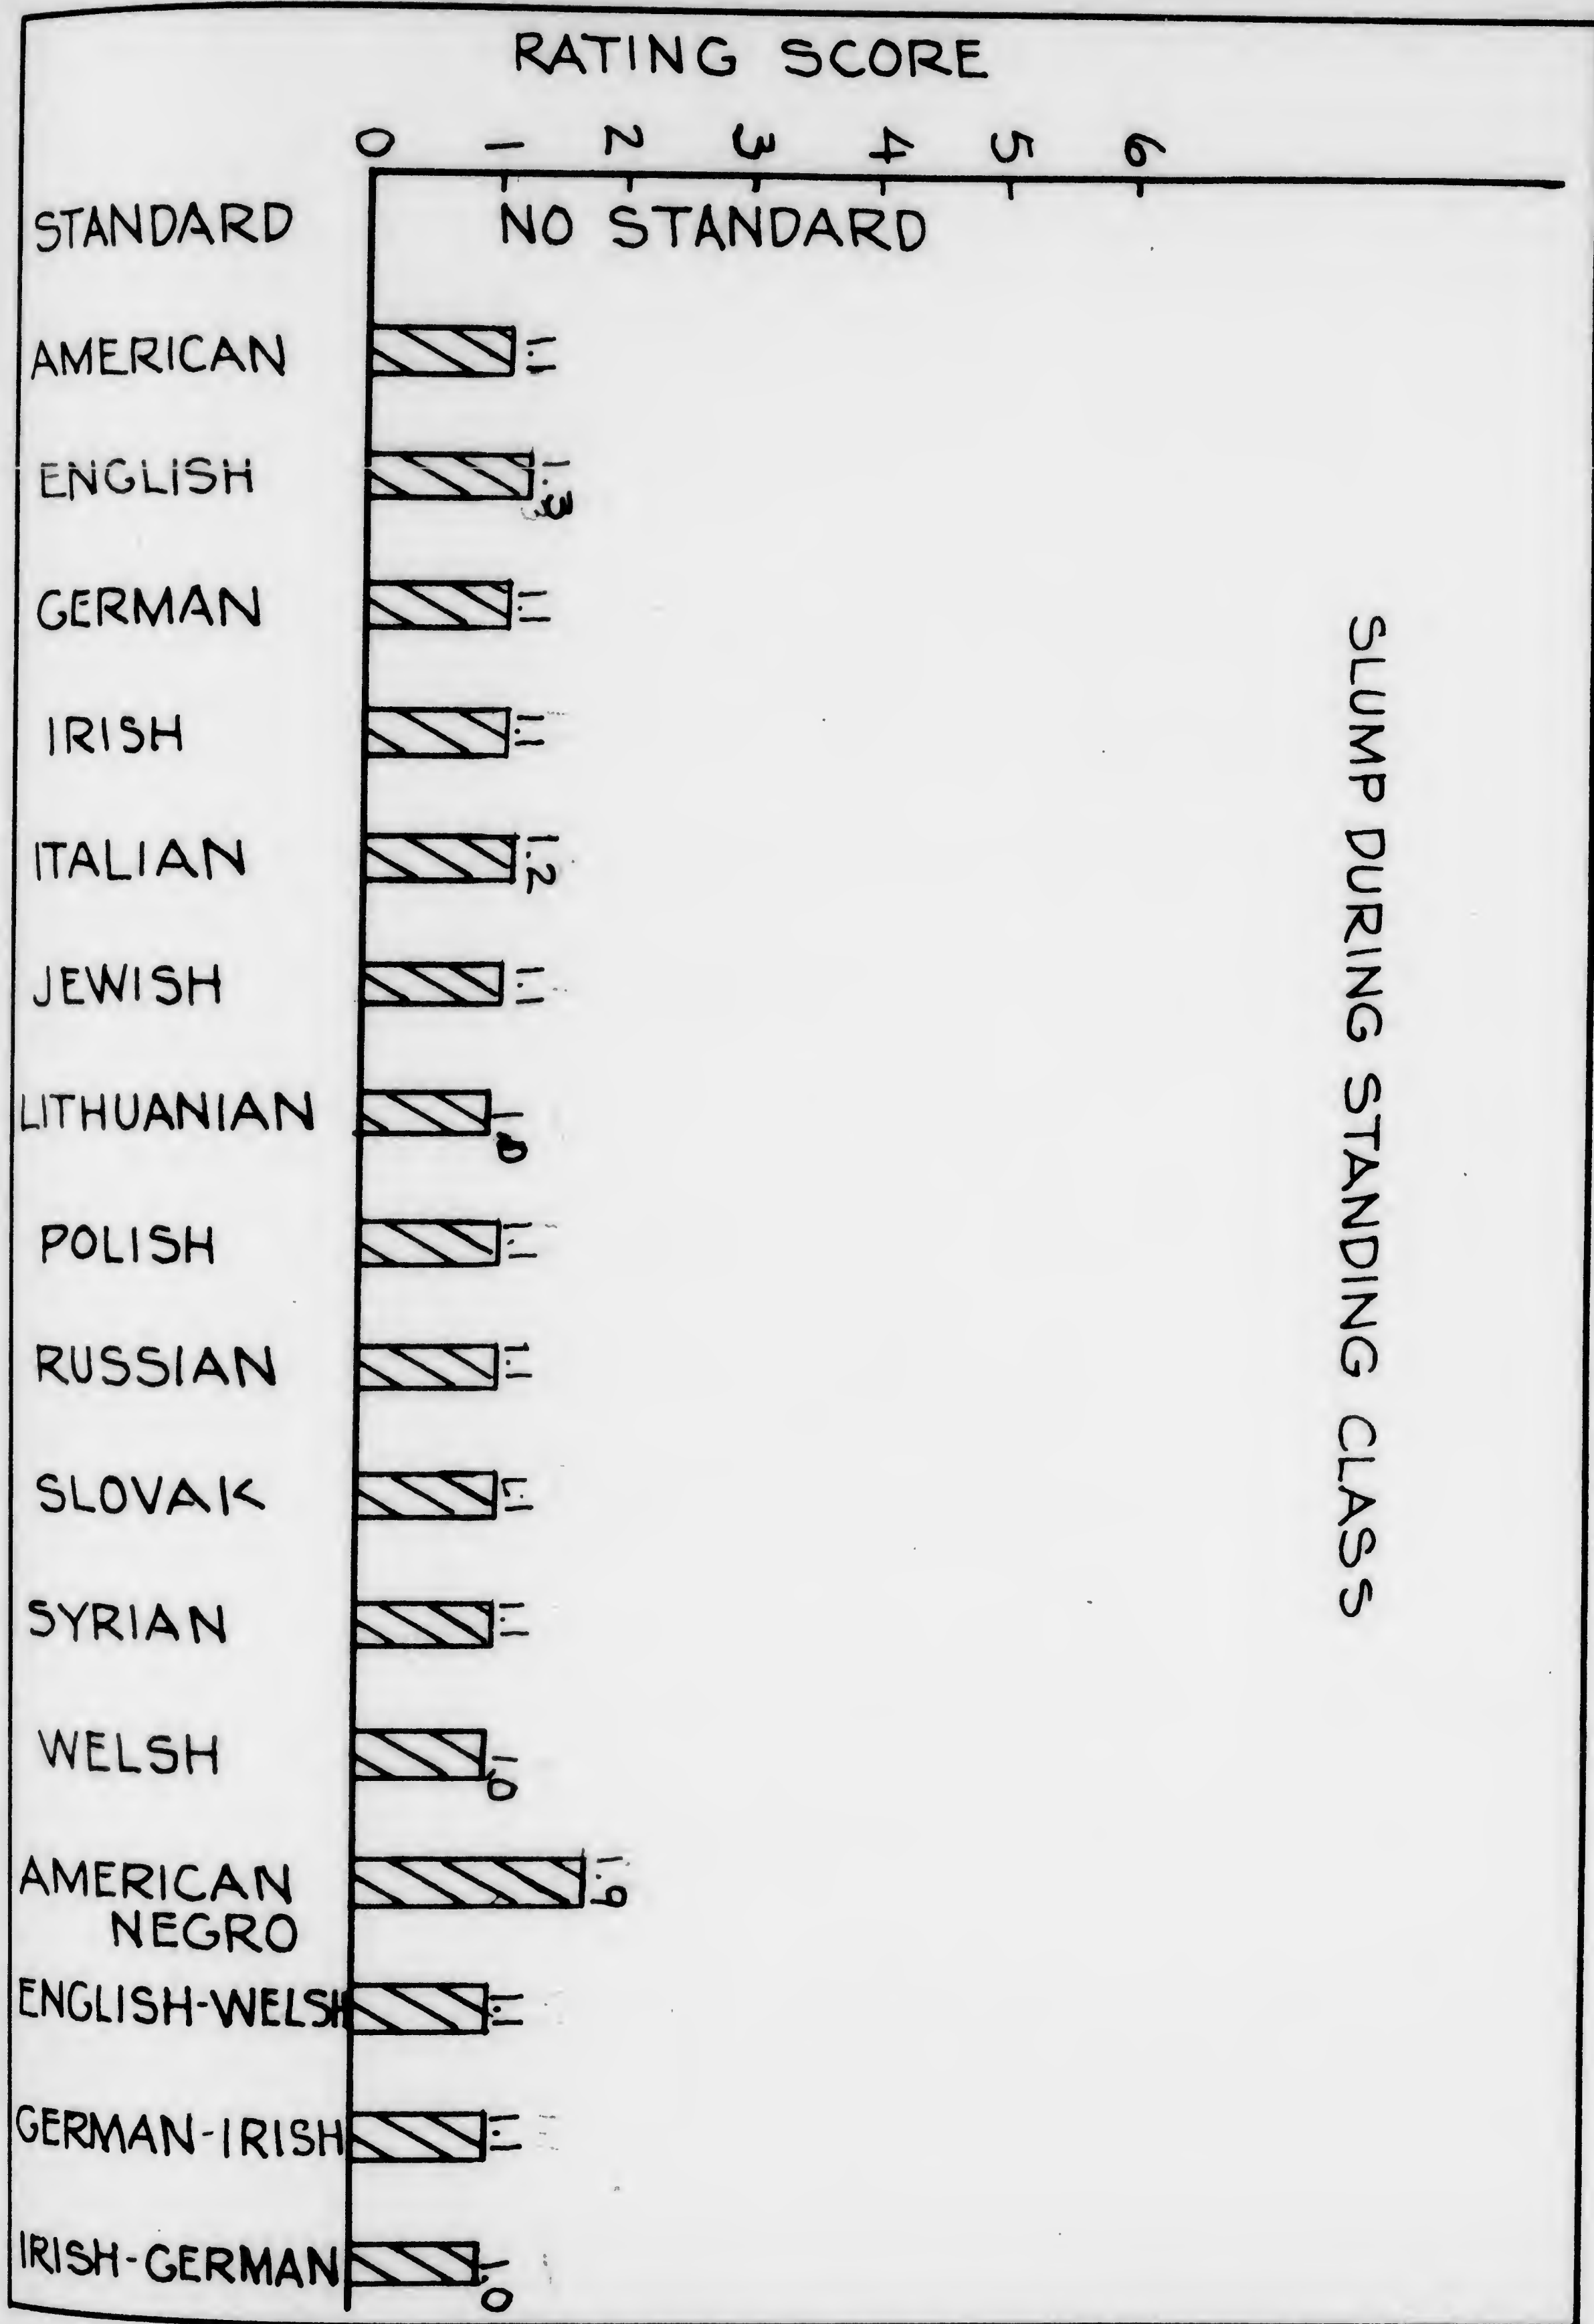 RATING SCORE
0 1 2 3 4 5 6
STANDARD NO STANDARD
AMERICAN 1.1
ENGLISH 1.3
GERMAN 1.1
IRISH 1.1
ITALIAN 1.2
JEWISH 1.1
LITHUANIAN 1.0
POLISH 1.1
RUSSIAN 1.1
SLOVAK 1.1
SYRIAN 1.1
WELSH 1.0
AMERICAN 1.9
NEGRO
ENGLISH-WELSH 1.1
GERMAN-IRISH 1.1
IRISH-GERMAN 1.0
SLUMP DURING STANDING CLASS